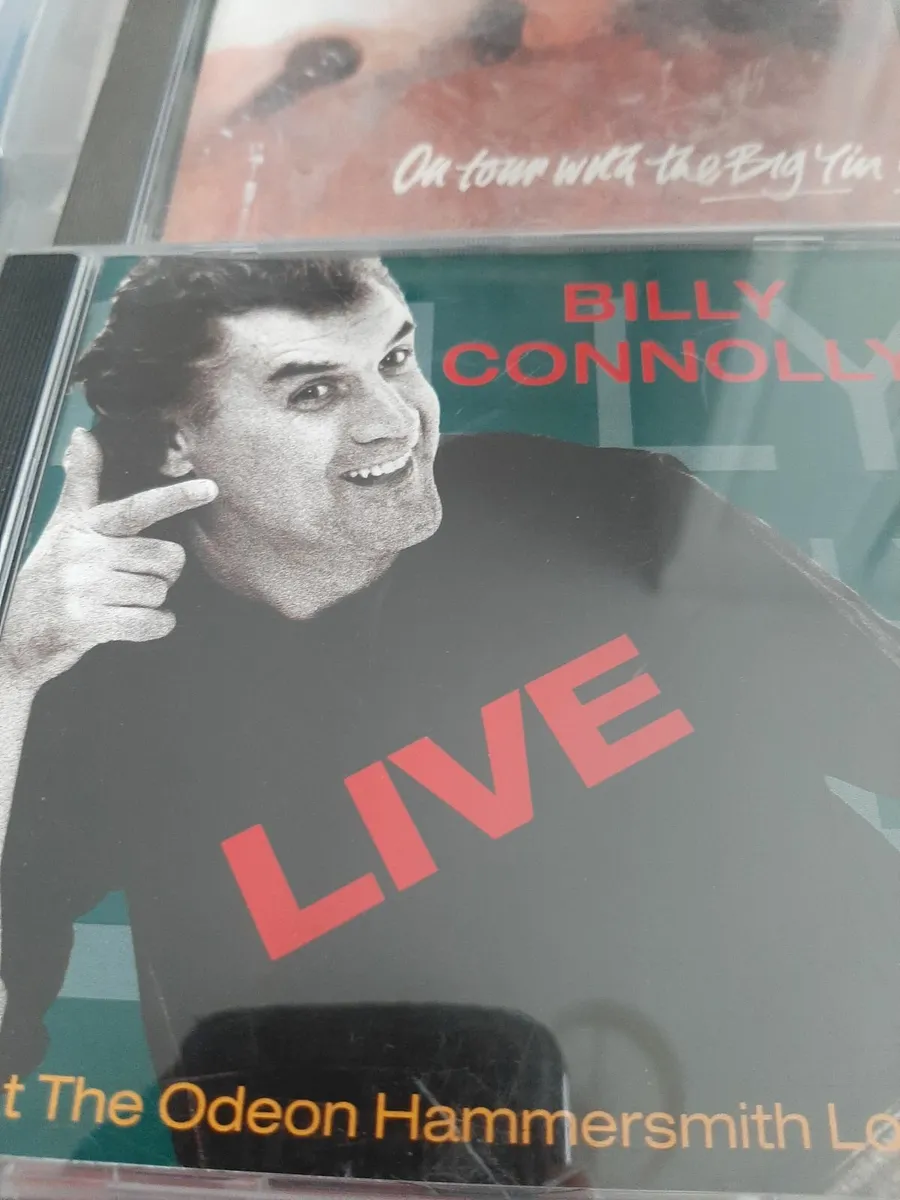 On tour with the Big Yin
BILLY
CONNOLLY
LIVE
t The Odeon Hammersmith Lo